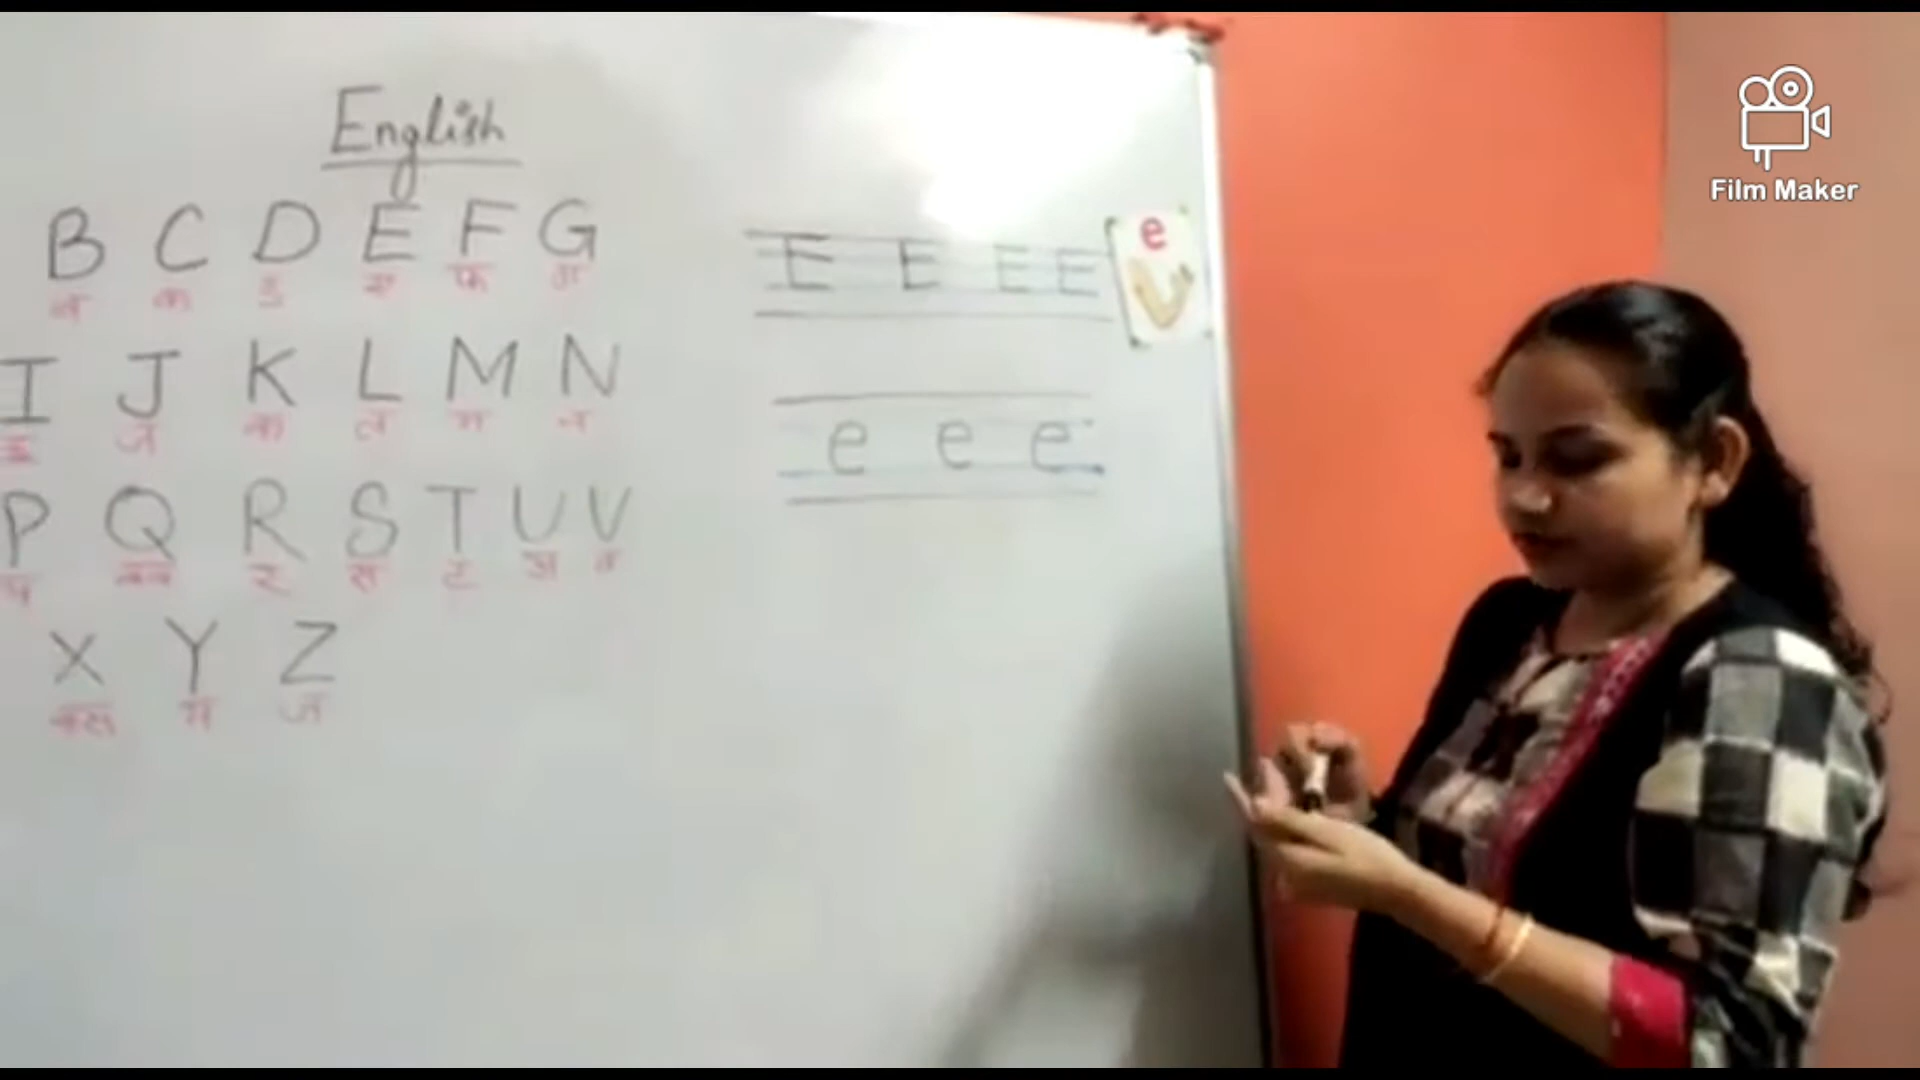 English
B C D E F G
ब क ड ए फ ग
I J K L M N
इ ज क ल म न
P Q R S T U V
प क्व र स ट अ व
X Y Z
क्स य ज
E E E E
e
e e e
Film Maker